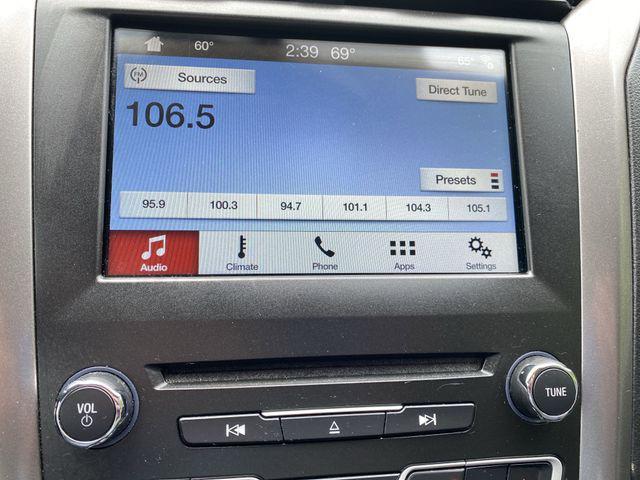 60° 2:39 69° 65°
FM Sources Direct Tune
106.5
Presets
95.9 100.3 94.7 101.1 104.3 105.1
Audio Climate Phone Apps Settings
VOL TUNE